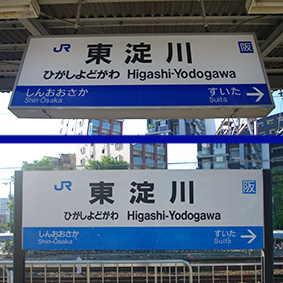 JR 阪
東淀川
ひがしよどがわ Higashi-Yodogawa
しんおおさか すいた
Shin-Osaka Suita
JR 阪
東淀川
ひがしよどがわ Higashi-Yodogawa
しんおおさか すいた
Shin-Osaka Suita